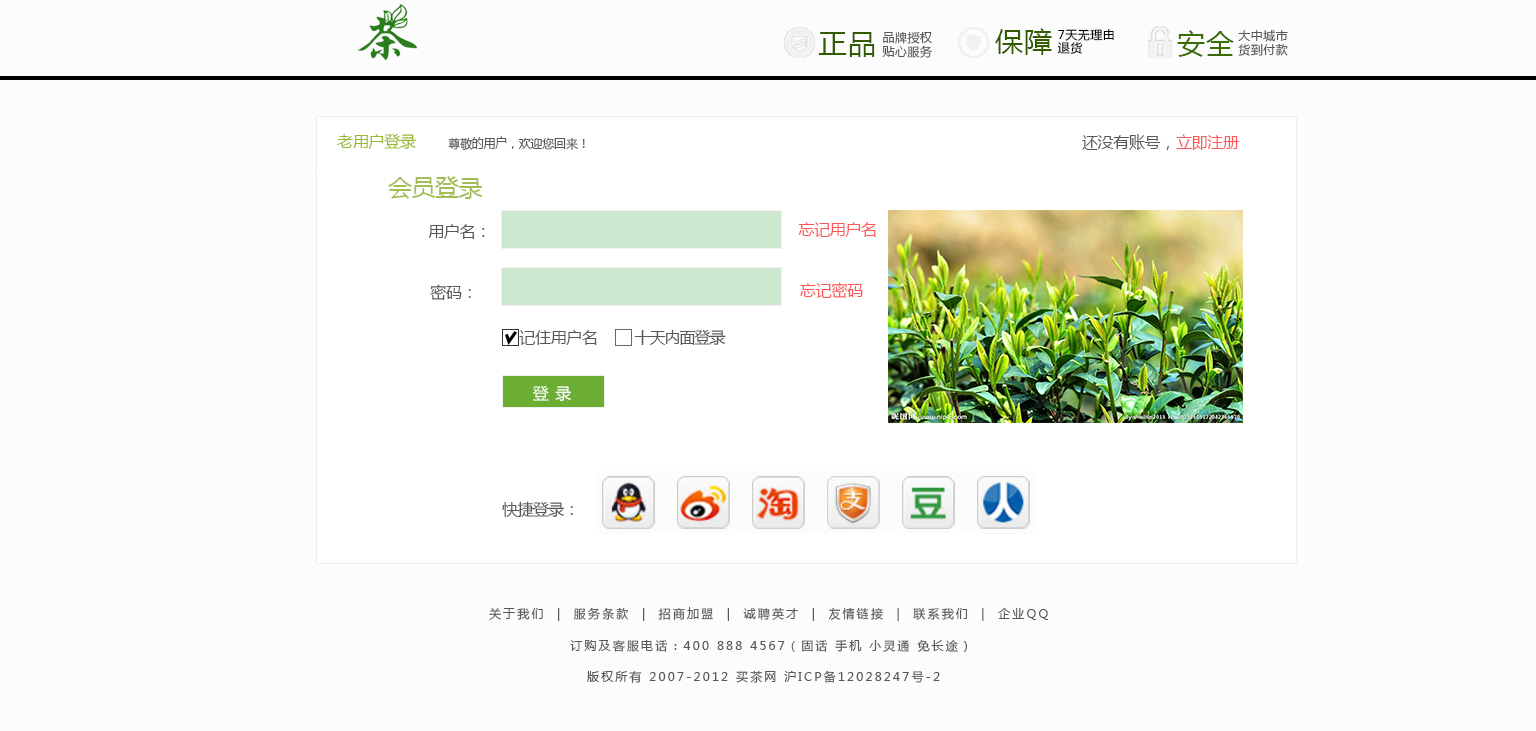 茶
正品 品牌授权 贴心服务
保障 7天无理由 退货
安全 大中城市 货到付款
老用户登录 尊敬的用户，欢迎您回来！ 还没有账号，立即注册
会员登录
用户名： 忘记用户名
密码： 忘记密码
记住用户名 十天内面登录
登 录
快捷登录： 淘 支 豆 人
关于我们 | 服务条款 | 招商加盟 | 诚聘英才 | 友情链接 | 联系我们 | 企业QQ
订购及客服电话：400 888 4567（固话 手机 小灵通 免长途）
版权所有 2007-2012 买茶网 沪ICP备12028247号-2